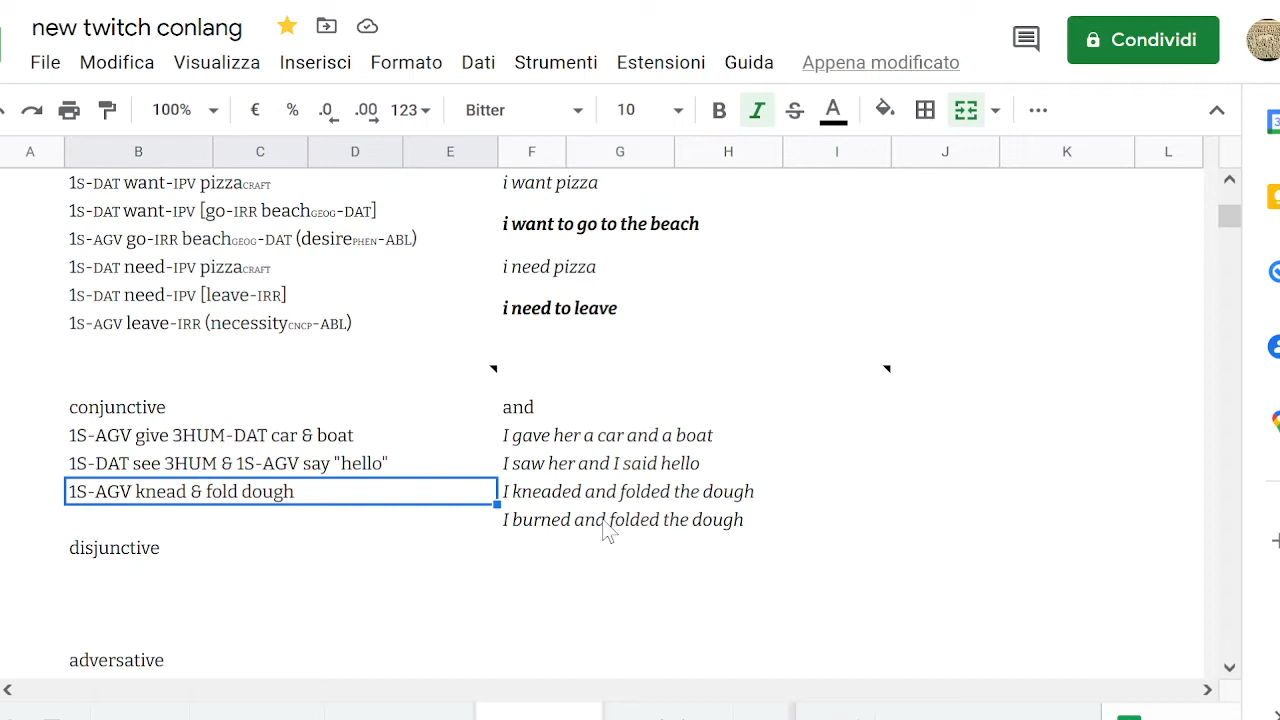 new twitch conlang
Condividi
File Modifica Visualizza Inserisci Formato Dati Strumenti Estensioni Guida Appena modificato
100% € % .0 .00 123 Bitter 10 B I S A
A B C D E F G H I J K L
1S-DAT want-IPV pizzaCRAFT i want pizza
1S-DAT want-IPV [go-IRR beachGEOG-DAT]
i want to go to the beach
1S-AGV go-IRR beachGEOG-DAT (desirePHEN-ABL)
1S-DAT need-IPV pizzaCRAFT i need pizza
1S-DAT need-IPV [leave-IRR]
i need to leave
1S-AGV leave-IRR (necessityCNCP-ABL)
conjunctive and
1S-AGV give 3HUM-DAT car & boat I gave her a car and a boat
1S-DAT see 3HUM & 1S-AGV say "hello" I saw her and I said hello
1S-AGV knead & fold dough I kneaded and folded the dough
I burned and folded the dough
disjunctive
adversative